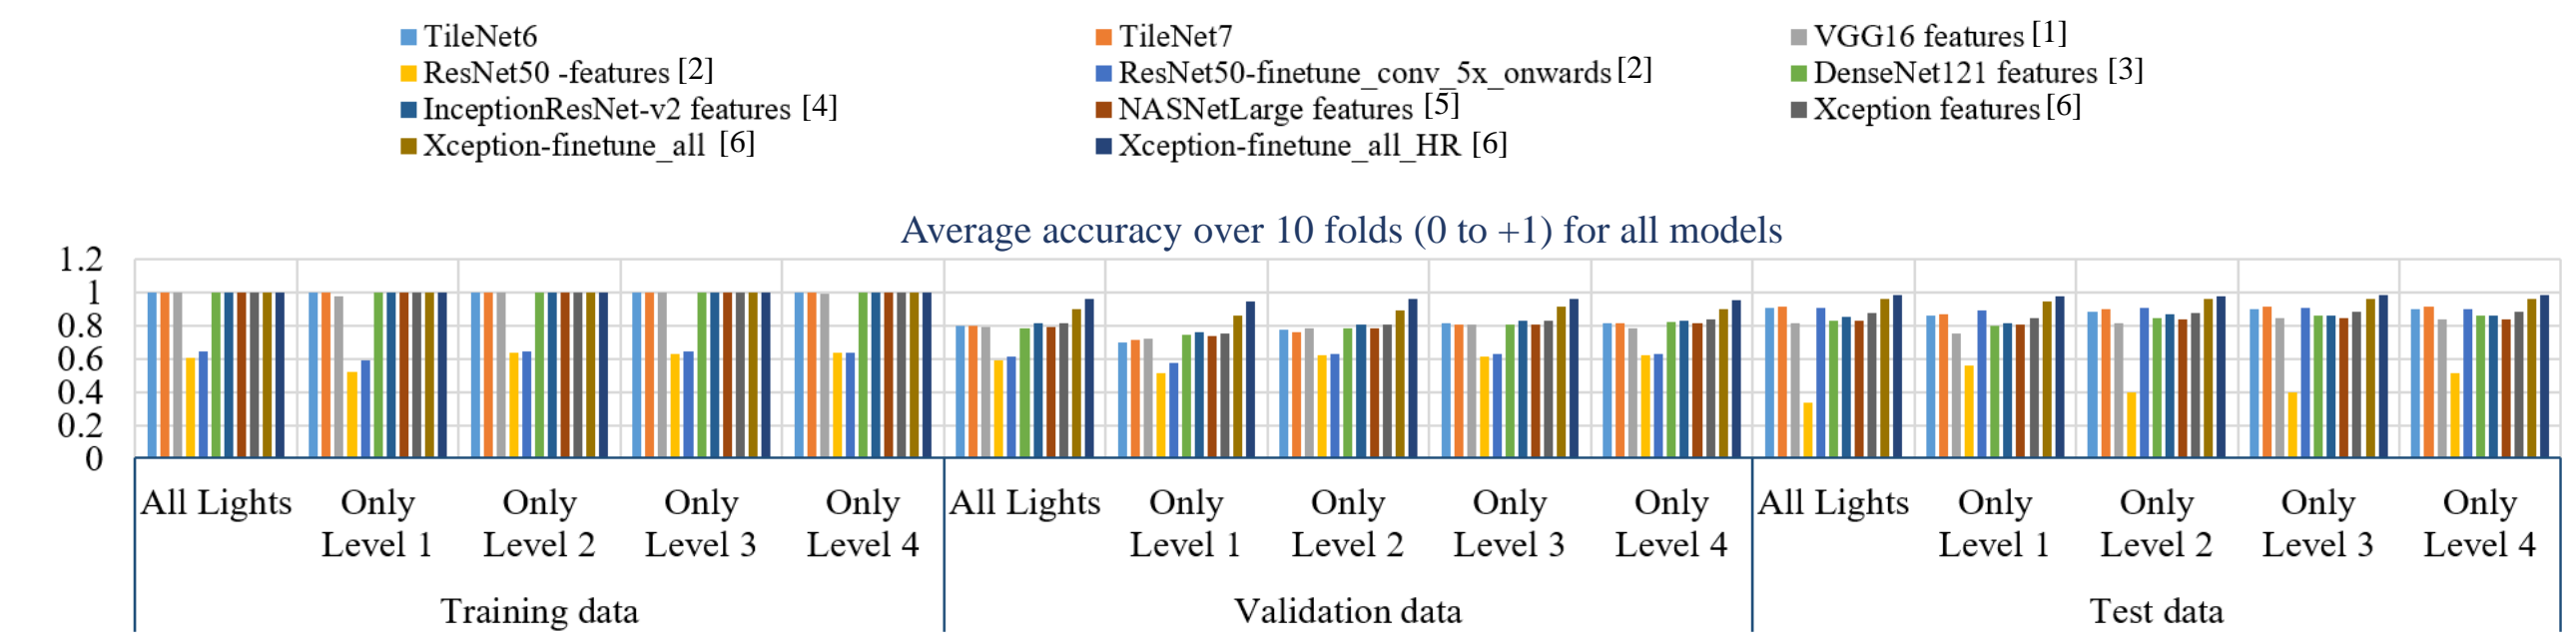 TileNet6 TileNet7 VGG16 features [1]
ResNet50 -features [2] ResNet50-finetune_conv_5x_onwards [2] DenseNet121 features [3]
InceptionResNet-v2 features [4] NASNetLarge features [5] Xception features [6]
Xception-finetune_all [6] Xception-finetune_all_HR [6]
Average accuracy over 10 folds (0 to +1) for all models
1.2
1
0.8
0.6
0.4
0.2
0
All Lights Only Only Only Only All Lights Only Only Only Only All Lights Only Only Only Only
Level 1 Level 2 Level 3 Level 4 Level 1 Level 2 Level 3 Level 4 Level 1 Level 2 Level 3 Level 4
Training data Validation data Test data